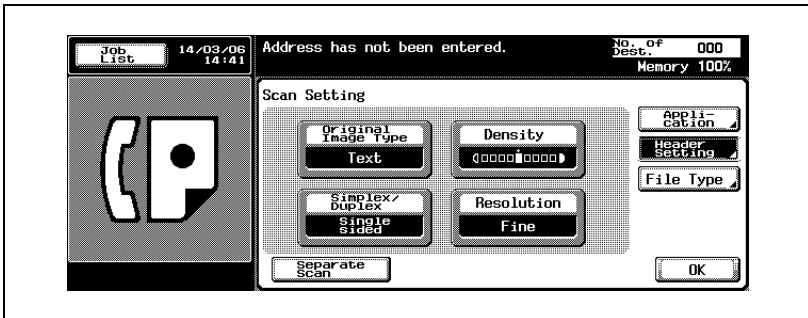 Job
List
14/03/06
14:41
Address has not been entered.
No. of
Dest.
000
Memory 100%
Scan Setting
Original
Image Type
Text
Density
Simplex/
Duplex
Single
sided
Resolution
Fine
Separate
Scan
Appli-
cation
Header
Setting
File Type
OK